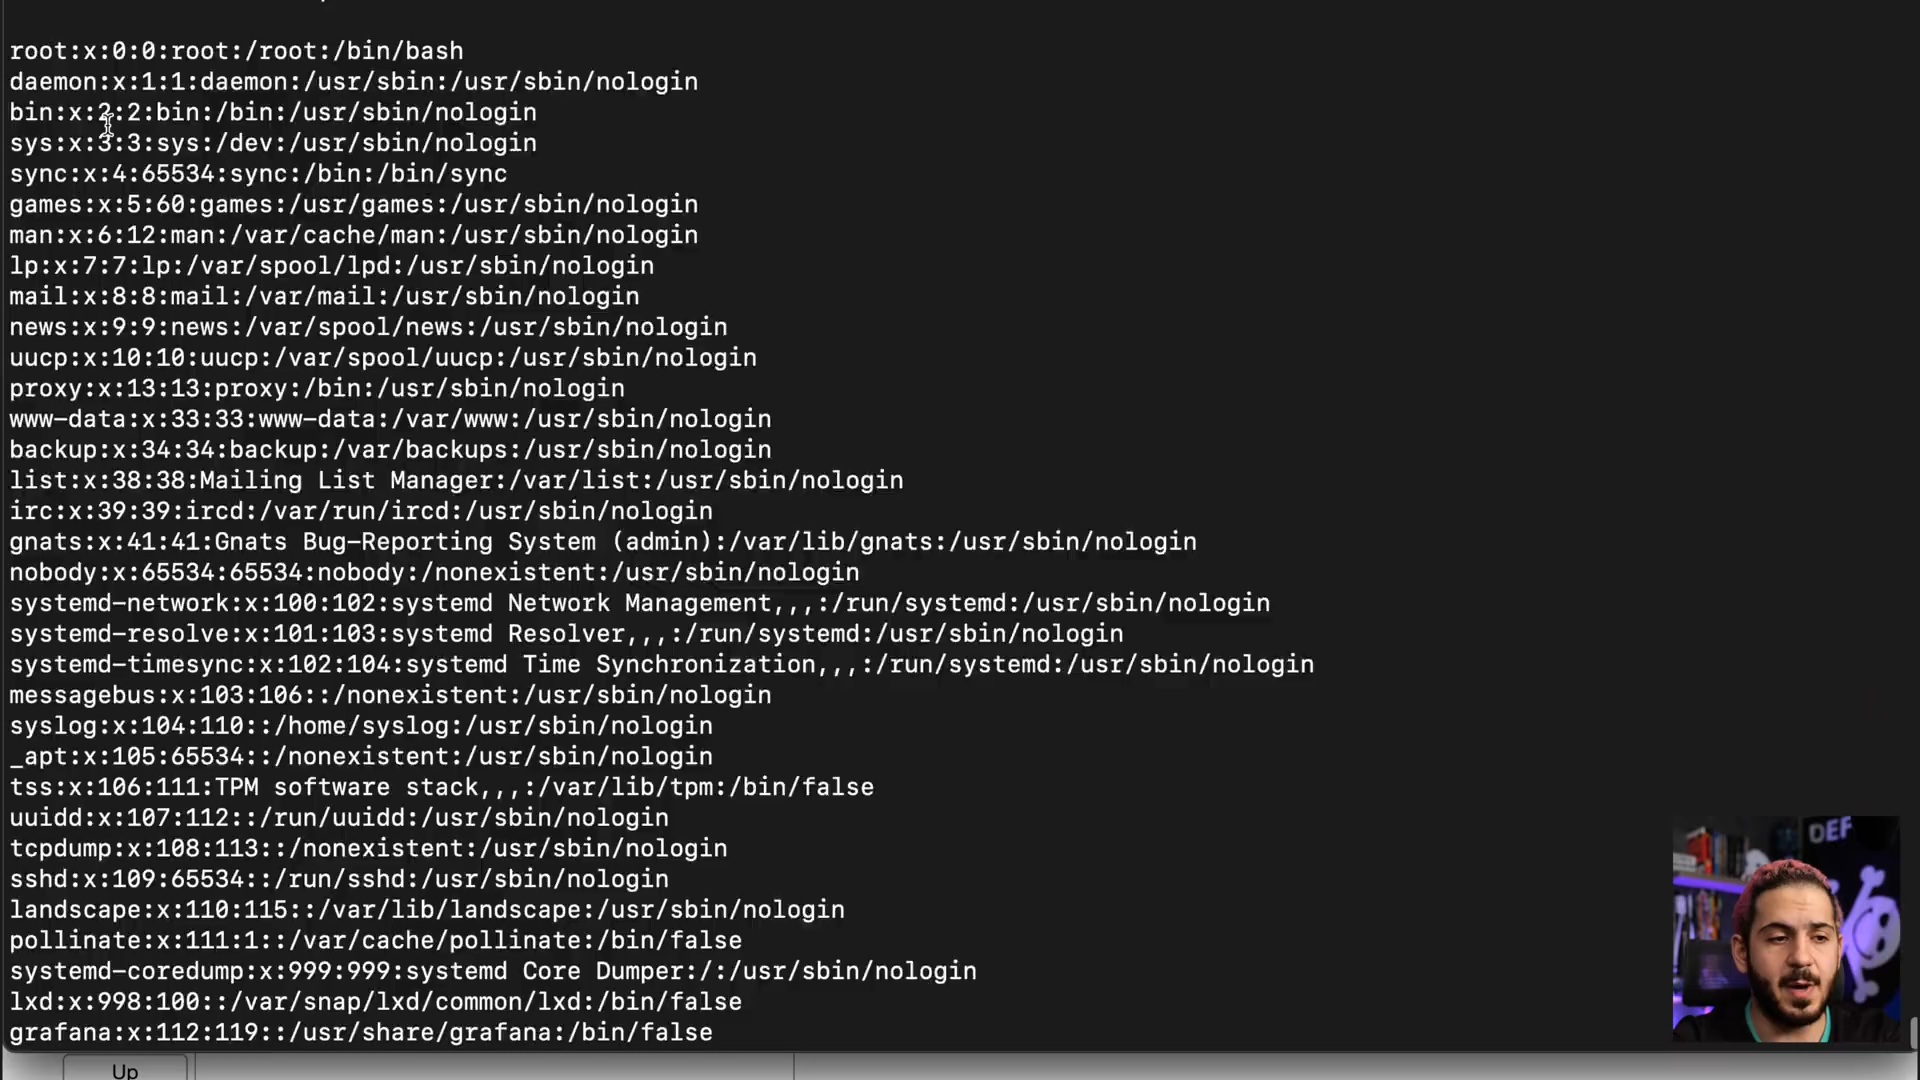 root:x:0:0:root:/root:/bin/bash
daemon:x:1:1:daemon:/usr/sbin:/usr/sbin/nologin
bin:x:2:2:bin:/bin:/usr/sbin/nologin
sys:x:3:3:sys:/dev:/usr/sbin/nologin
sync:x:4:65534:sync:/bin:/bin/sync
games:x:5:60:games:/usr/games:/usr/sbin/nologin
man:x:6:12:man:/var/cache/man:/usr/sbin/nologin
lp:x:7:7:lp:/var/spool/lpd:/usr/sbin/nologin
mail:x:8:8:mail:/var/mail:/usr/sbin/nologin
news:x:9:9:news:/var/spool/news:/usr/sbin/nologin
uucp:x:10:10:uucp:/var/spool/uucp:/usr/sbin/nologin
proxy:x:13:13:proxy:/bin:/usr/sbin/nologin
www-data:x:33:33:www-data:/var/www:/usr/sbin/nologin
backup:x:34:34:backup:/var/backups:/usr/sbin/nologin
list:x:38:38:Mailing List Manager:/var/list:/usr/sbin/nologin
irc:x:39:39:ircd:/var/run/ircd:/usr/sbin/nologin
gnats:x:41:41:Gnats Bug-Reporting System (admin):/var/lib/gnats:/usr/sbin/nologin
nobody:x:65534:65534:nobody:/nonexistent:/usr/sbin/nologin
systemd-network:x:100:102:systemd Network Management,,,:/run/systemd:/usr/sbin/nologin
systemd-resolve:x:101:103:systemd Resolver,,,:/run/systemd:/usr/sbin/nologin
systemd-timesync:x:102:104:systemd Time Synchronization,,,:/run/systemd:/usr/sbin/nologin
messagebus:x:103:106::/nonexistent:/usr/sbin/nologin
syslog:x:104:110::/home/syslog:/usr/sbin/nologin
_apt:x:105:65534::/nonexistent:/usr/sbin/nologin
tss:x:106:111:TPM software stack,,,:/var/lib/tpm:/bin/false
uuidd:x:107:112::/run/uuidd:/usr/sbin/nologin
tcpdump:x:108:113::/nonexistent:/usr/sbin/nologin
sshd:x:109:65534::/run/sshd:/usr/sbin/nologin
landscape:x:110:115::/var/lib/landscape:/usr/sbin/nologin
pollinate:x:111:1::/var/cache/pollinate:/bin/false
systemd-coredump:x:999:999:systemd Core Dumper:/:/usr/sbin/nologin
lxd:x:998:100::/var/snap/lxd/common/lxd:/bin/false
grafana:x:112:119::/usr/share/grafana:/bin/false
DEF
Up